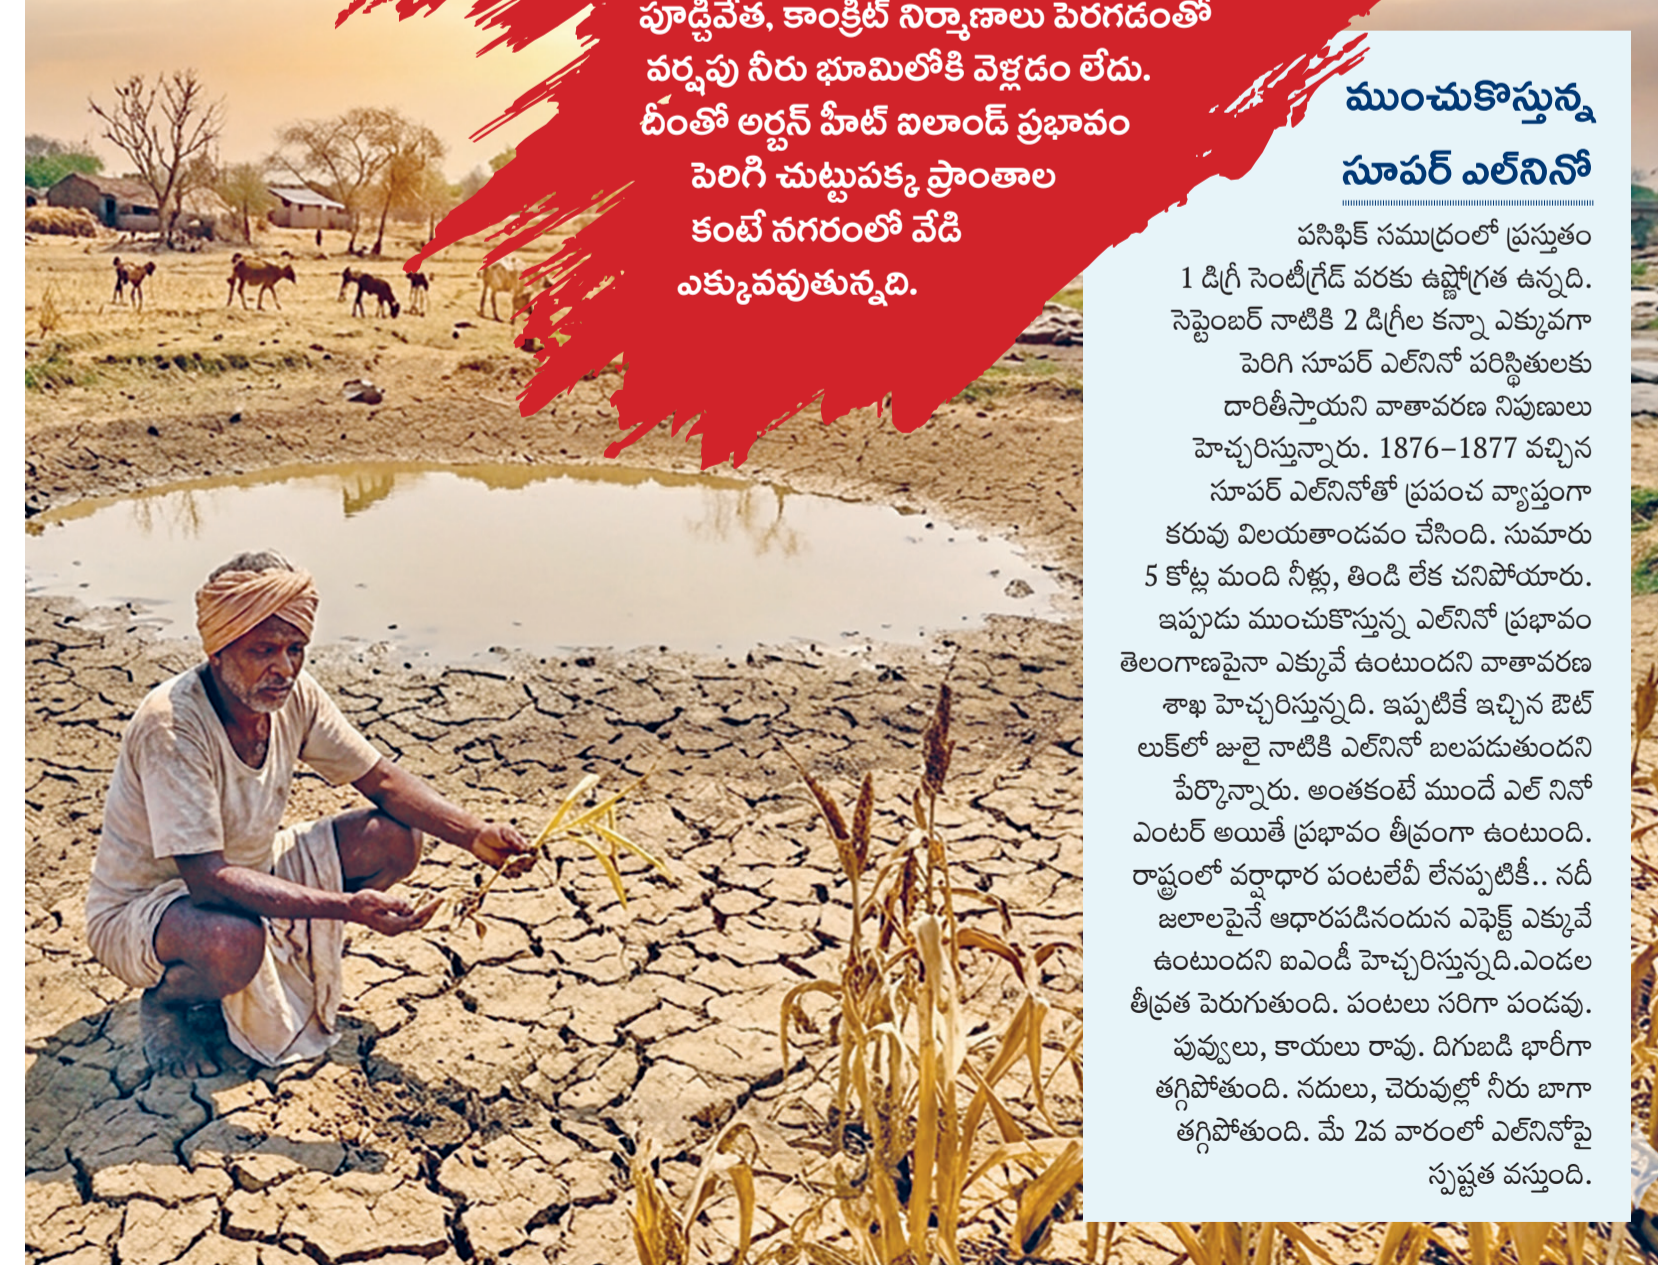 పూడ్చివేత, కాంక్రీట్ నిర్మాణాలు పెరగడంతో
వర్షపు నీరు భూమిలోకి వెళ్లడం లేదు.
దీంతో అర్బన్ హీట్ ఐలాండ్ ప్రభావం
పెరిగి చుట్టుపక్క ప్రాంతాల
కంటే నగరంలో వేడి
ఎక్కువవుతున్నది.
ముంచుకొస్తున్న
సూపర్ ఎల్‌నినో
పసిఫిక్ సముద్రంలో ప్రస్తుతం
1 డిగ్రీ సెంటీగ్రేడ్ వరకు ఉష్ణోగ్రత ఉన్నది.
సెప్టెంబర్ నాటికి 2 డిగ్రీల కన్నా ఎక్కువగా
పెరిగి సూపర్ ఎల్‌నినో పరిస్థితులకు
దారితీస్తాయని వాతావరణ నిపుణులు
హెచ్చరిస్తున్నారు. 1876–1877 వచ్చిన
సూపర్ ఎల్‌నినోతో ప్రపంచ వ్యాప్తంగా
కరువు విలయతాండవం చేసింది. సుమారు
5 కోట్ల మంది నీళ్లు, తిండి లేక చనిపోయారు.
ఇప్పుడు ముంచుకొస్తున్న ఎల్‌నినో ప్రభావం
తెలంగాణపైనా ఎక్కువే ఉంటుందని వాతావరణ
శాఖ హెచ్చరిస్తున్నది. ఇప్పటికే ఇచ్చిన ఔట్
లుక్‌లో జులై నాటికి ఎల్‌నినో బలపడుతుందని
పేర్కొన్నారు. అంతకంటే ముందే ఎల్ నినో
ఎంటర్ అయితే ప్రభావం తీవ్రంగా ఉంటుంది.
రాష్ట్రంలో వర్షాధార పంటలేవీ లేనప్పటికీ.. నదీ
జలాలపైనే ఆధారపడినందున ఎఫెక్ట్ ఎక్కువే
ఉంటుందని ఐఎండీ హెచ్చరిస్తున్నది.ఎండల
తీవ్రత పెరుగుతుంది. పంటలు సరిగా పండవు.
పువ్వులు, కాయలు రావు. దిగుబడి భారీగా
తగ్గిపోతుంది. నదులు, చెరువుల్లో నీరు బాగా
తగ్గిపోతుంది. మే 2వ వారంలో ఎల్‌నినోపై
స్పష్టత వస్తుంది.